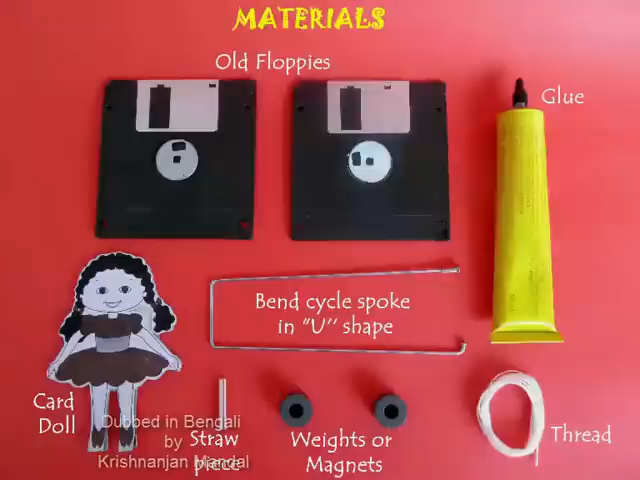 MATERIALS
Old Floppies
Glue
Bend cycle spoke
in "U" shape
Card
Doll
Dubbed in Bengali
by
Krishnanjan Mandal
Straw
piece
Weights or
Magnets
Thread